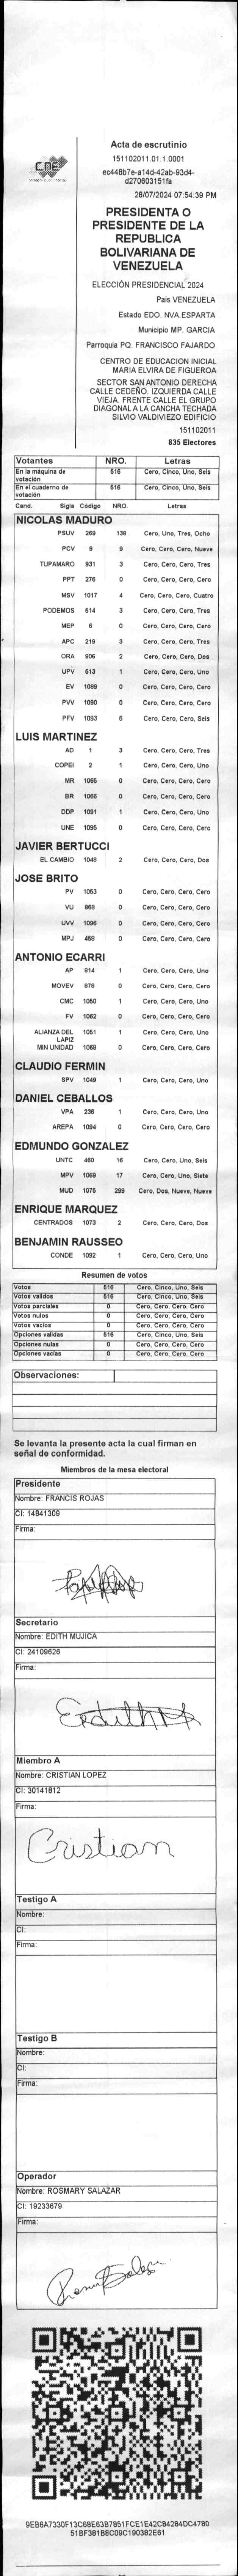 CNE
Acta de escrutinio
151102011.01.1.0001
ec448b7e-a14d-42ab-93d4-
d270603151fa
28/07/2024 07:54:39 PM
PRESIDENTA O
PRESIDENTE DE LA
REPUBLICA
BOLIVARIANA DE
VENEZUELA
ELECCIÓN PRESIDENCIAL 2024
País VENEZUELA
Estado EDO. NVA.ESPARTA
Municipio MP. GARCIA
Parroquia PQ. FRANCISCO FAJARDO
CENTRO DE EDUCACION INICIAL
MARIA ELVIRA DE FIGUEROA
SECTOR SAN ANTONIO DERECHA
CALLE CEDEÑO. IZQUIERDA CALLE
VIEJA. FRENTE CALLE EL GRUPO
DIAGONAL A LA CANCHA TECHADA
SILVIO VALDIVIEZO EDIFICIO
151102011
835 Electores
Votantes NRO. Letras
En la máquina de votación 516 Cero, Cinco, Uno, Seis
En el cuaderno de votación 516 Cero, Cinco, Uno, Seis
Cand. Sigla Código NRO. Letras
NICOLAS MADURO
PSUV 269 138 Cero, Uno, Tres, Ocho
PCV 9 9 Cero, Cero, Cero, Nueve
TUPAMARO 931 3 Cero, Cero, Cero, Tres
PPT 276 0 Cero, Cero, Cero, Cero
MSV 1017 4 Cero, Cero, Cero, Cuatro
PODEMOS 514 3 Cero, Cero, Cero, Tres
MEP 6 0 Cero, Cero, Cero, Cero
APC 219 3 Cero, Cero, Cero, Tres
ORA 906 2 Cero, Cero, Cero, Dos
UPV 513 1 Cero, Cero, Cero, Uno
EV 1089 0 Cero, Cero, Cero, Cero
PVV 1090 0 Cero, Cero, Cero, Cero
PFV 1093 6 Cero, Cero, Cero, Seis
LUIS MARTINEZ
AD 1 3 Cero, Cero, Cero, Tres
COPEI 2 1 Cero, Cero, Cero, Uno
MR 1055 0 Cero, Cero, Cero, Cero
BR 1066 0 Cero, Cero, Cero, Cero
DDP 1091 1 Cero, Cero, Cero, Uno
UNE 1095 0 Cero, Cero, Cero, Cero
JAVIER BERTUCCI
EL CAMBIO 1048 2 Cero, Cero, Cero, Dos
JOSE BRITO
PV 1053 0 Cero, Cero, Cero, Cero
VU 868 0 Cero, Cero, Cero, Cero
UVV 1096 0 Cero, Cero, Cero, Cero
MPJ 458 0 Cero, Cero, Cero, Cero
ANTONIO ECARRI
AP 814 1 Cero, Cero, Cero, Uno
MOVEV 878 0 Cero, Cero, Cero, Cero
CMC 1050 1 Cero, Cero, Cero, Uno
FV 1062 0 Cero, Cero, Cero, Cero
ALIANZA DEL LAPIZ 1051 1 Cero, Cero, Cero, Uno
MIN UNIDAD 1068 0 Cero, Cero, Cero, Cero
CLAUDIO FERMIN
SPV 1049 1 Cero, Cero, Cero, Uno
DANIEL CEBALLOS
VPA 236 1 Cero, Cero, Cero, Uno
AREPA 1094 0 Cero, Cero, Cero, Cero
EDMUNDO GONZALEZ
UNTC 460 16 Cero, Cero, Uno, Seis
MPV 1069 17 Cero, Cero, Uno, Siete
MUD 1075 299 Cero, Dos, Nueve, Nueve
ENRIQUE MARQUEZ
CENTRADOS 1073 2 Cero, Cero, Cero, Dos
BENJAMIN RAUSSEO
CONDE 1092 1 Cero, Cero, Cero, Uno
Resumen de votos
Votos 516 Cero, Cinco, Uno, Seis
Votos validos 516 Cero, Cinco, Uno, Seis
Votos parciales 0 Cero, Cero, Cero, Cero
Votos nulos 0 Cero, Cero, Cero, Cero
Votos vacios 0 Cero, Cero, Cero, Cero
Opciones validas 516 Cero, Cinco, Uno, Seis
Opciones nulas 0 Cero, Cero, Cero, Cero
Opciones vacias 0 Cero, Cero, Cero, Cero
Observaciones:
Se levanta la presente acta la cual firman en
señal de conformidad.
Miembros de la mesa electoral
Presidente
Nombre: FRANCIS ROJAS
CI: 14841309
Firma:
Secretario
Nombre: EDITH MUJICA
CI: 24109626
Firma:
Edith
Miembro A
Nombre: CRISTIAN LOPEZ
CI: 30141812
Firma:
Cristian
Testigo A
Nombre:
CI:
Firma:
Testigo B
Nombre:
CI:
Firma:
Operador
Nombre: ROSMARY SALAZAR
CI: 19233679
Firma:
9EB6A7330F13C68E63B7851FCE1E42C84284DC4780
51BF381B8C09C190382E61